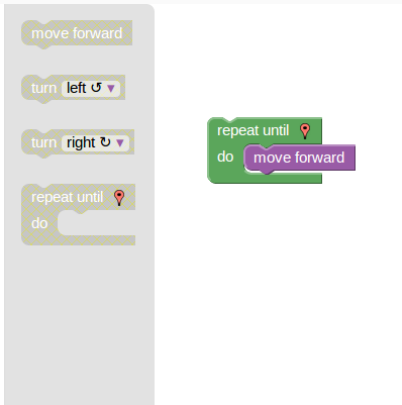 move forward
turn left ↺ ▾
turn right ↻ ▾
repeat until
do
repeat until
do move forward